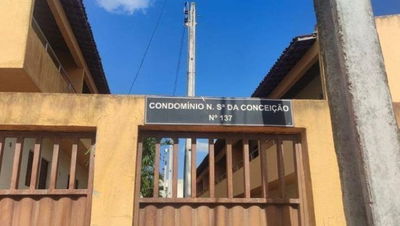 CONDOMÍNIO N. Sª DA CONCEIÇÃO
Nº 137